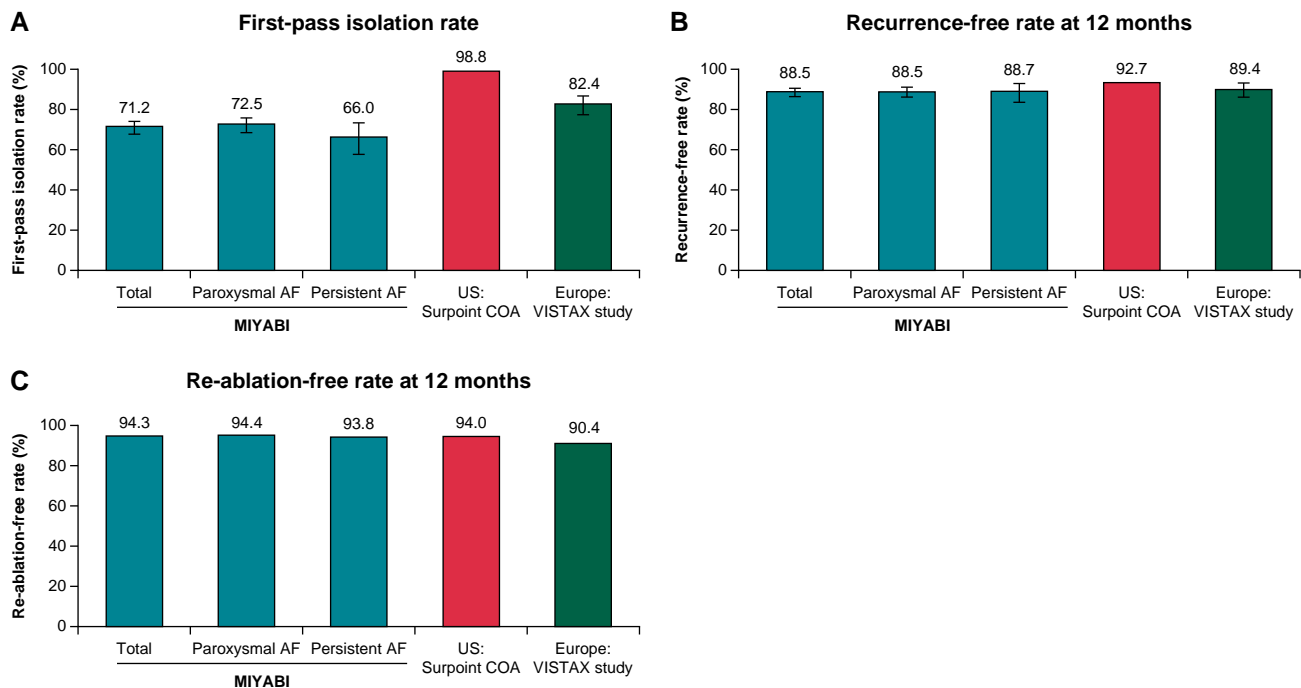 A
First-pass isolation rate
First-pass isolation rate (%)
100
80
60
40
20
0
71.2
72.5
66.0
98.8
82.4
Total
Paroxysmal AF
Persistent AF
US:
Surpoint COA
Europe:
VISTAX study
MIYABI
B
Recurrence-free rate at 12 months
Recurrence-free rate (%)
100
80
60
40
20
0
88.5
88.5
88.7
92.7
89.4
Total
Paroxysmal AF
Persistent AF
US:
Surpoint COA
Europe:
VISTAX study
MIYABI
C
Re-ablation-free rate at 12 months
Re-ablation-free rate (%)
100
80
60
40
20
0
94.3
94.4
93.8
94.0
90.4
Total
Paroxysmal AF
Persistent AF
US:
Surpoint COA
Europe:
VISTAX study
MIYABI